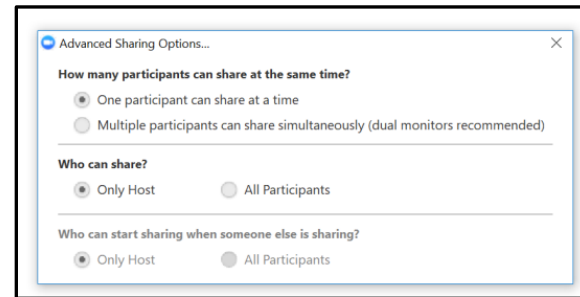 Advanced Sharing Options...
How many participants can share at the same time?
One participant can share at a time
Multiple participants can share simultaneously (dual monitors recommended)
Who can share?
Only Host All Participants
Who can start sharing when someone else is sharing?
Only Host All Participants